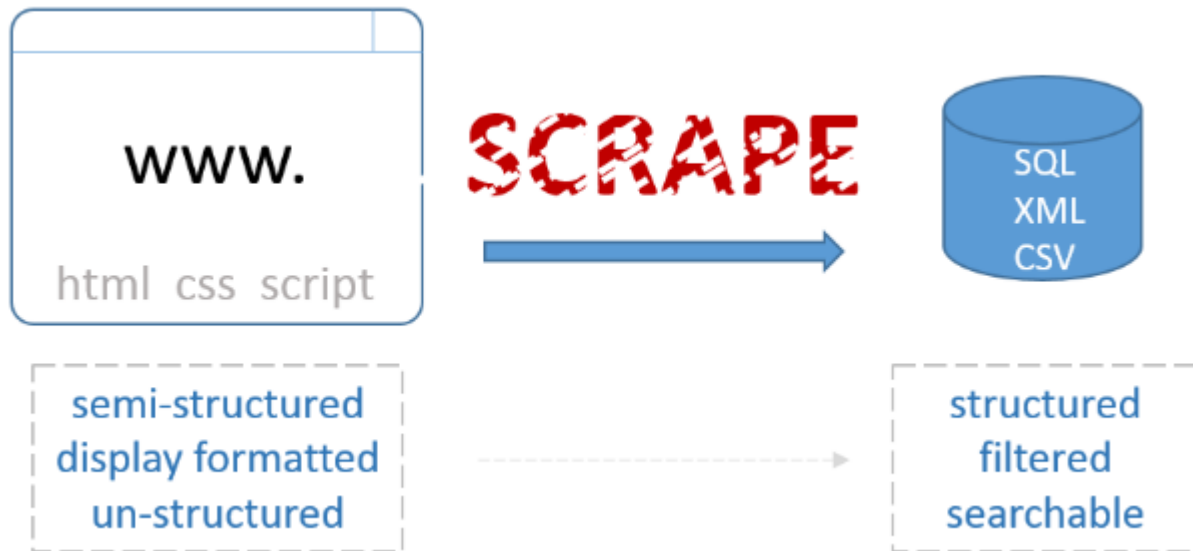 www.
html css script
SCRAPE
SQL
XML
CSV
semi-structured
display formatted
un-structured
structured
filtered
searchable